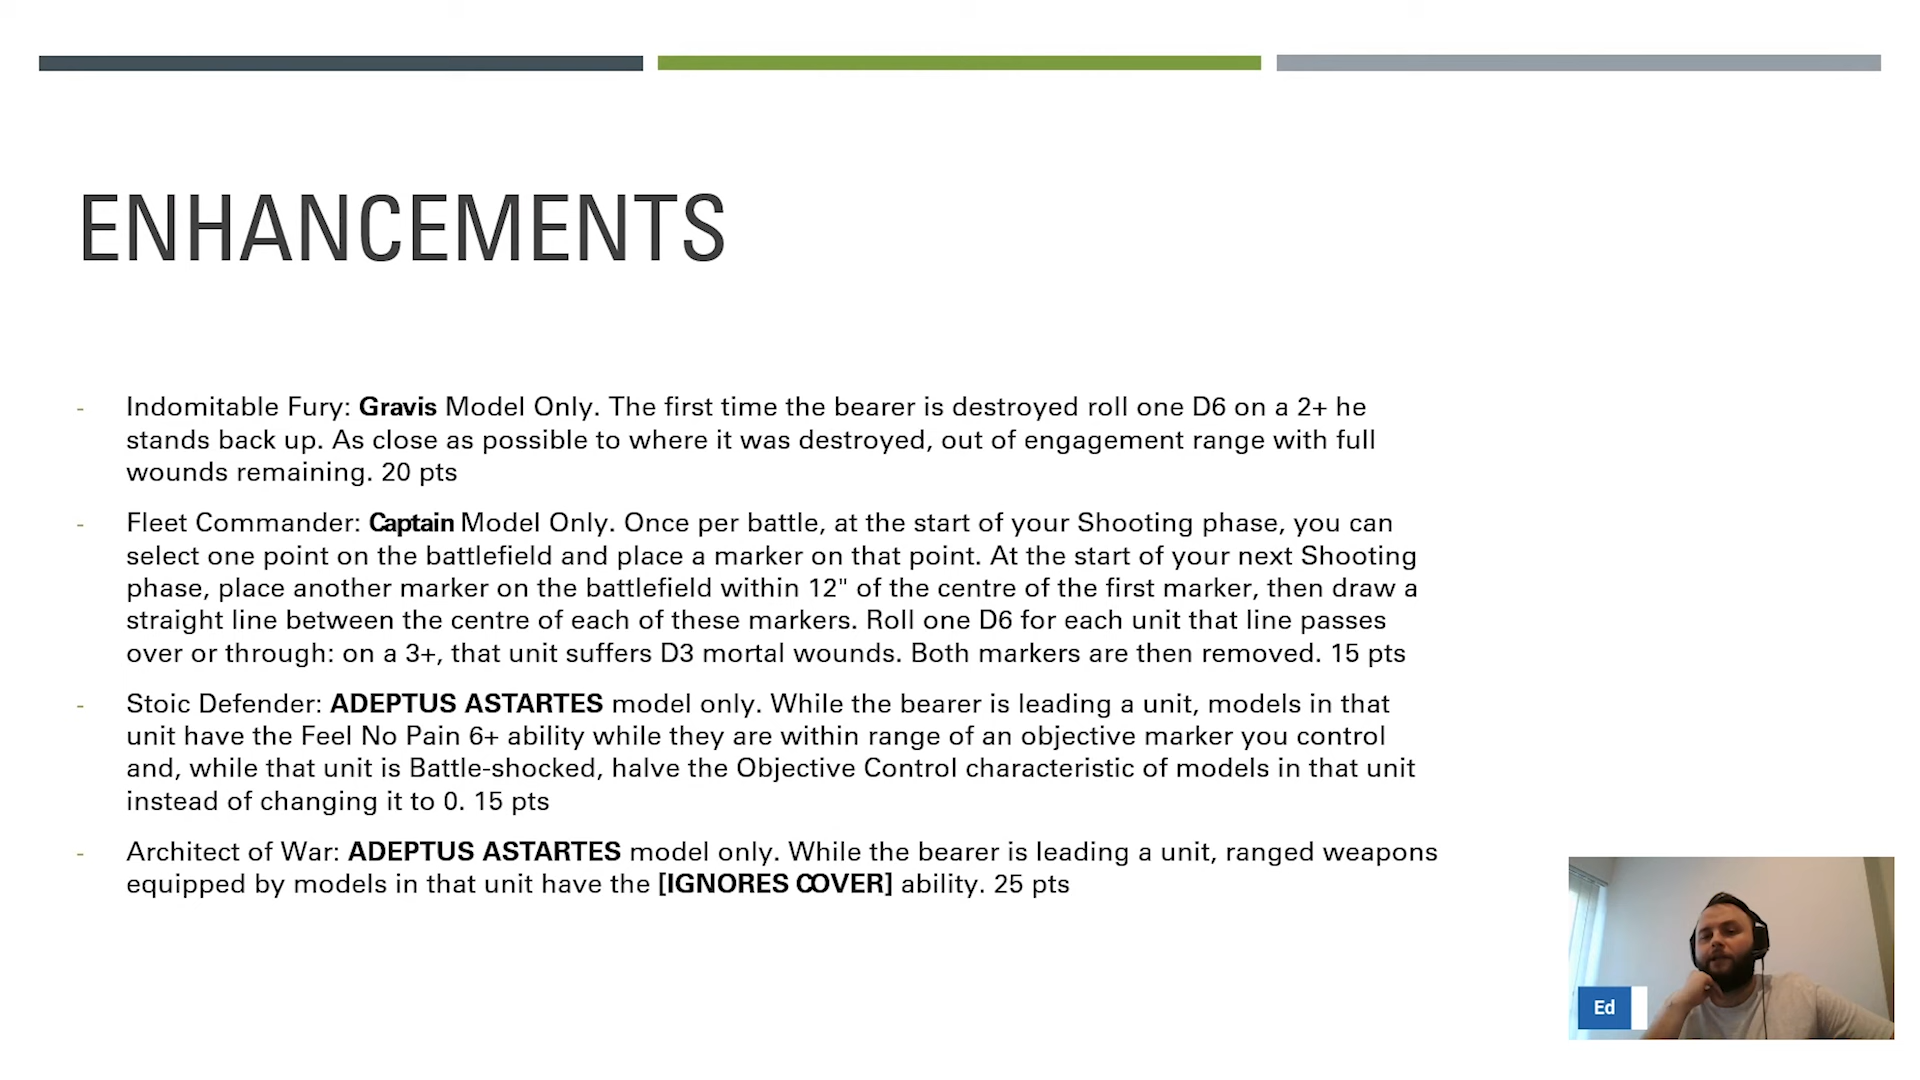 ENHANCEMENTS
- Indomitable Fury: Gravis Model Only. The first time the bearer is destroyed roll one D6 on a 2+ he
stands back up. As close as possible to where it was destroyed, out of engagement range with full
wounds remaining. 20 pts
- Fleet Commander: Captain Model Only. Once per battle, at the start of your Shooting phase, you can
select one point on the battlefield and place a marker on that point. At the start of your next Shooting
phase, place another marker on the battlefield within 12" of the centre of the first marker, then draw a
straight line between the centre of each of these markers. Roll one D6 for each unit that line passes
over or through: on a 3+, that unit suffers D3 mortal wounds. Both markers are then removed. 15 pts
- Stoic Defender: ADEPTUS ASTARTES model only. While the bearer is leading a unit, models in that
unit have the Feel No Pain 6+ ability while they are within range of an objective marker you control
and, while that unit is Battle-shocked, halve the Objective Control characteristic of models in that unit
instead of changing it to 0. 15 pts
- Architect of War: ADEPTUS ASTARTES model only. While the bearer is leading a unit, ranged weapons
equipped by models in that unit have the [IGNORES COVER] ability. 25 pts
Ed